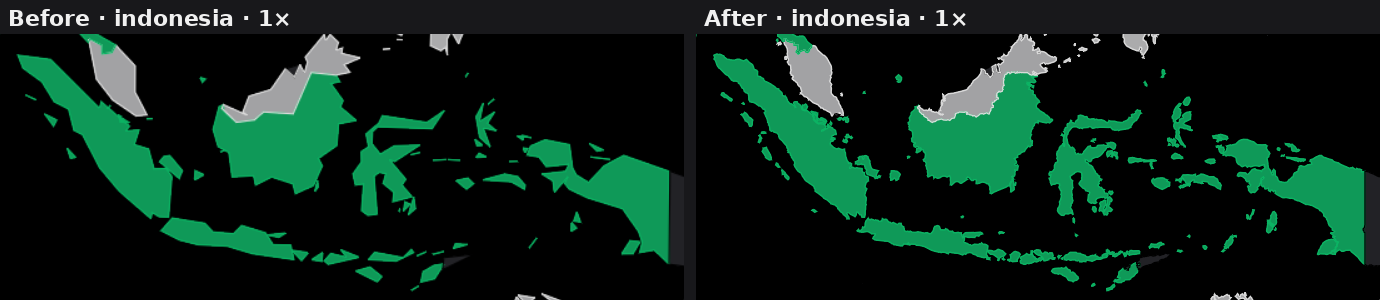 Before · indonesia · 1×
After · indonesia · 1×